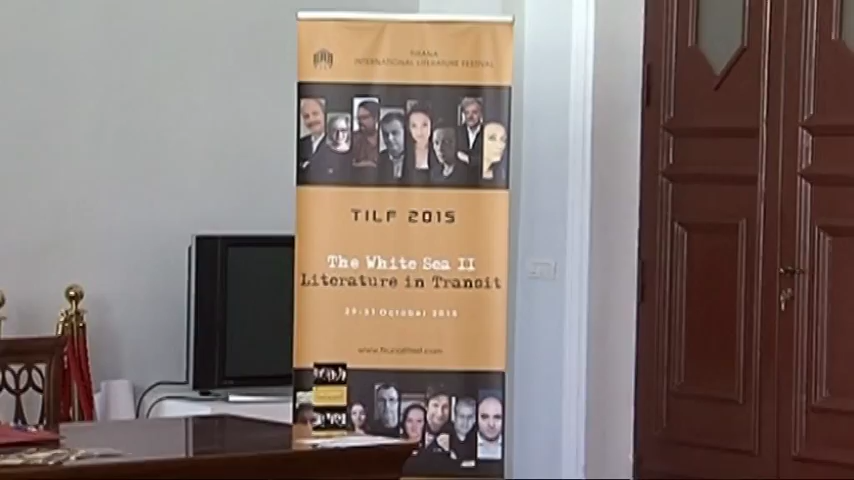 TIRANA
INTERNATIONAL LITERATURE FESTIVAL
TILF 2015
The White Sea II
Literature in Transit
29-31 October 2015